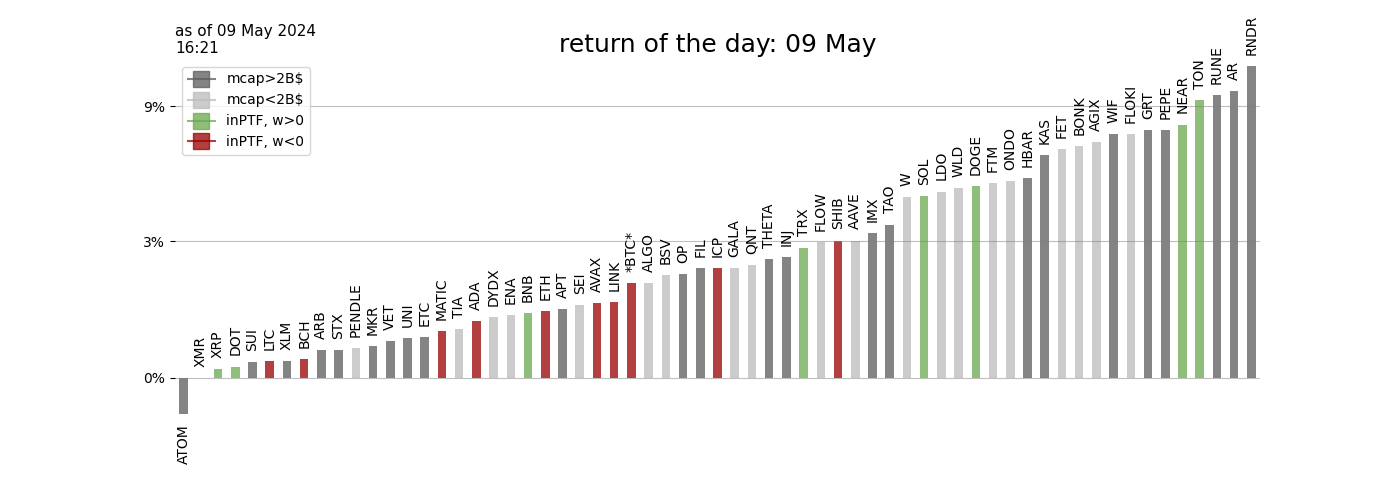 as of 09 May 2024
16:21
return of the day: 09 May
mcap>2B$
mcap<2B$
inPTF, w>0
inPTF, w<0
9%
3%
0%
ATOM
XMR
XRP
DOT
SUI
LTC
XLM
BCH
ARB
STX
PENDLE
MKR
VET
UNI
ETC
MATIC
TIA
ADA
DYDX
ENA
BNB
ETH
APT
SEI
AVAX
LINK
*BTC*
ALGO
BSV
OP
FIL
ICP
GALA
QNT
THETA
INJ
TRX
FLOW
SHIB
AAVE
IMX
TAO
W
SOL
LDO
WLD
DOGE
FTM
ONDO
HBAR
KAS
FET
BONK
AGIX
WIF
FLOKI
GRT
PEPE
NEAR
TON
RUNE
AR
RNDR